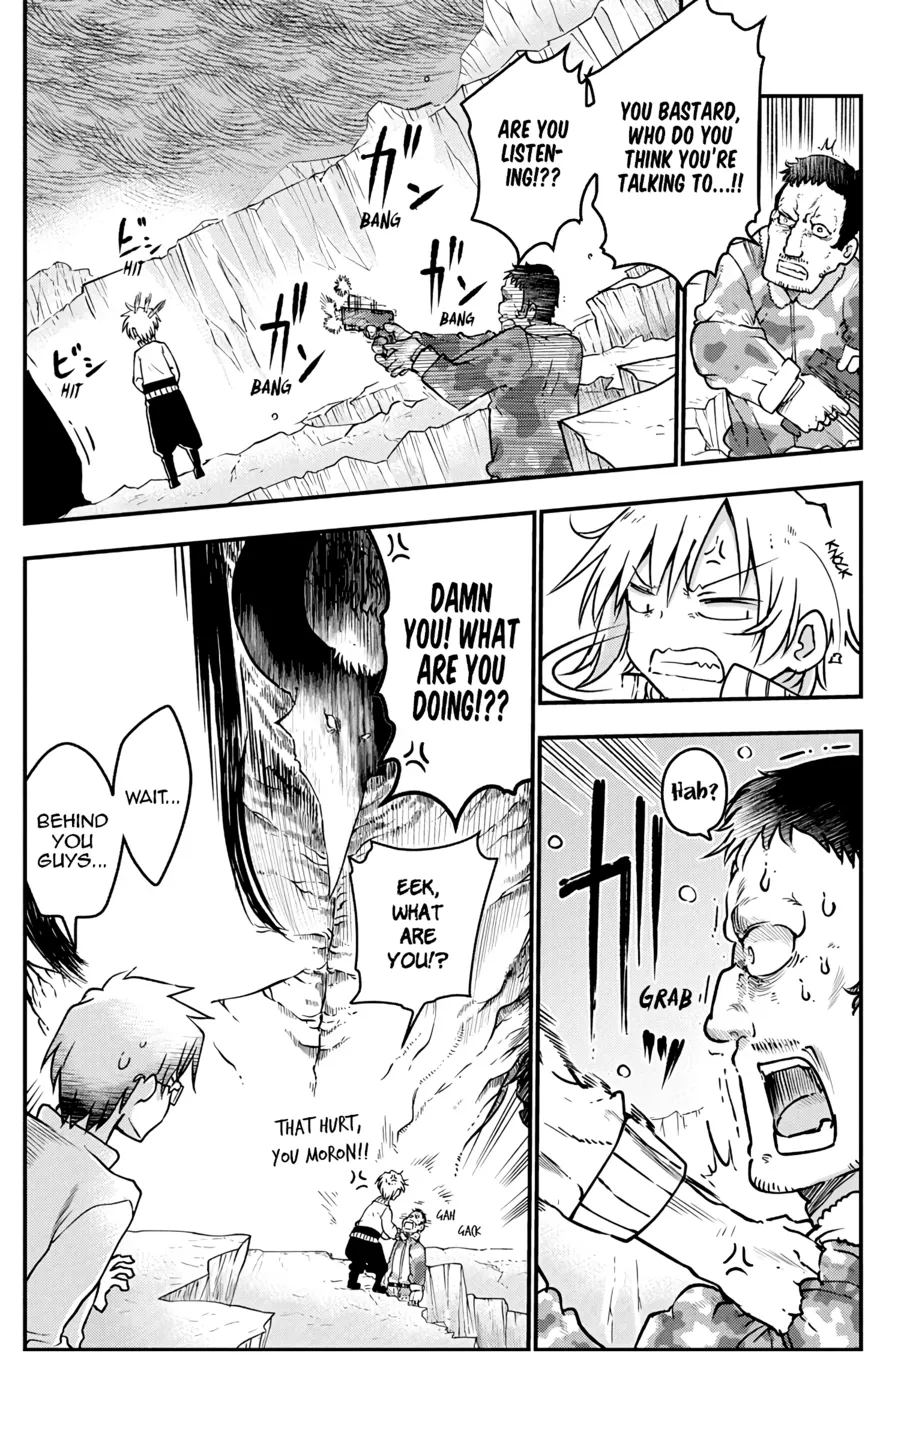 YOU BASTARD,
WHO DO YOU
THINK YOU'RE
TALKING TO...!!
ARE YOU
LISTEN-
ING!??
ガン
BANG
ガン
BANG
ガン
BANG
ビシ
HIT
ビシ
HIT
KNOCK
Hah?
ガッ
GRAB
DAMN
YOU! WHAT
ARE YOU
DOING!??
EEK,
WHAT
ARE
YOU!?
THAT HURT,
YOU MORON!!
GAH
GACK
WAIT...
BEHIND
YOU
GUYS...